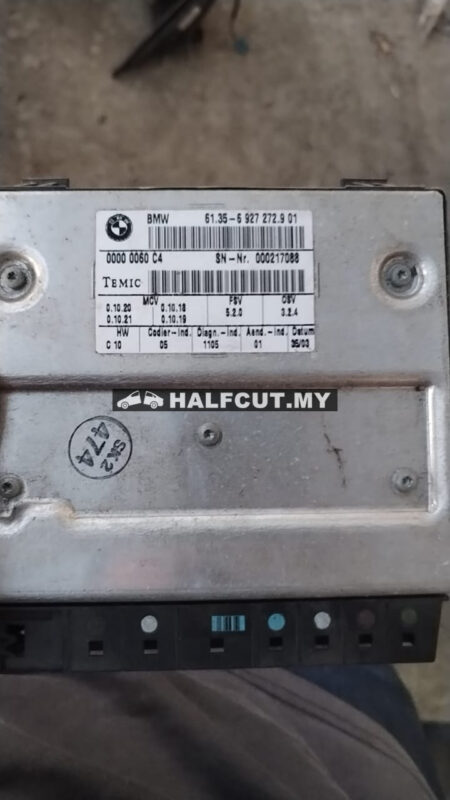 BMW 61.35-6 927 272.9 01
0000 0060 C4 SN-Nr. 000217088
TEMIC
MCV FSV OSV
0.10.20 0.10.18 5.2.0 3.2.4
0.10.21 0.10.19
HW Codier-Ind. Diagn.-Ind. Aend.-Ind. Datum
C 10 05 1105 01 35/03
HALFCUT.MY
SK2
474